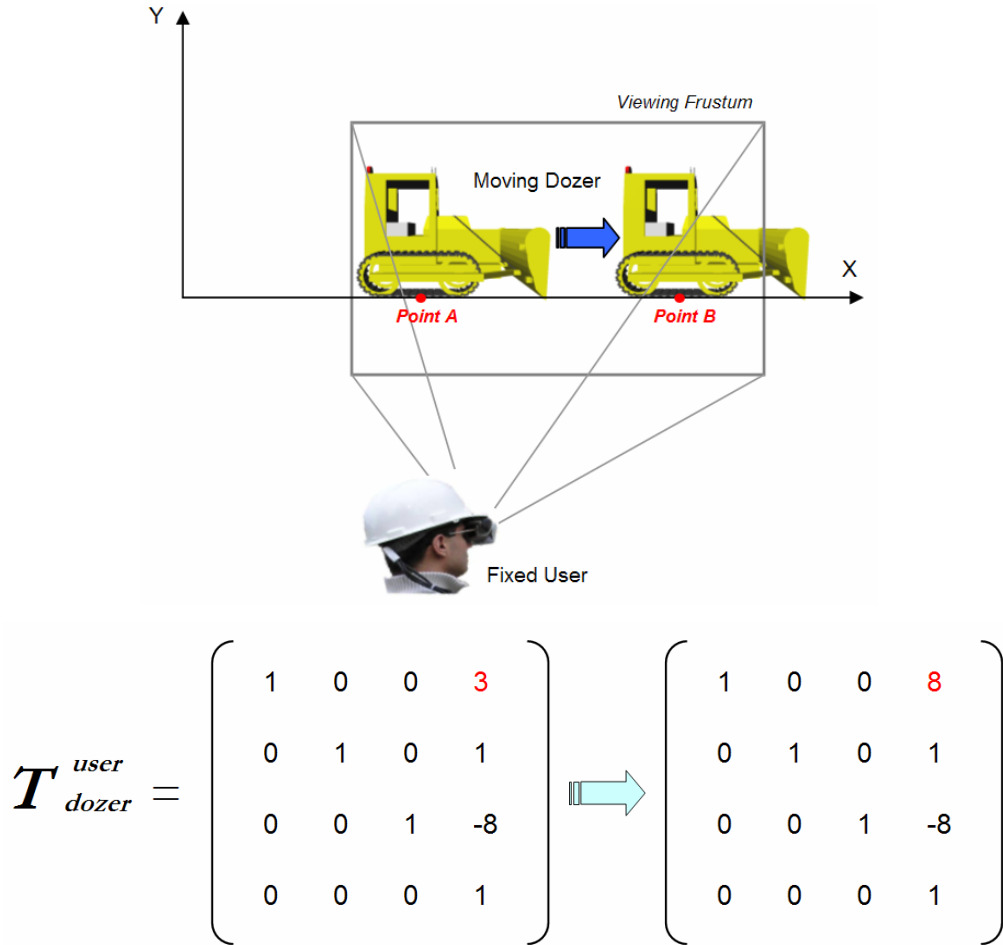 Y
Viewing Frustum
Moving Dozer
X
Point A
Point B
Fixed User
T user dozer =
1 0 0 3
0 1 0 1
0 0 1 -8
0 0 0 1
1 0 0 8
0 1 0 1
0 0 1 -8
0 0 0 1